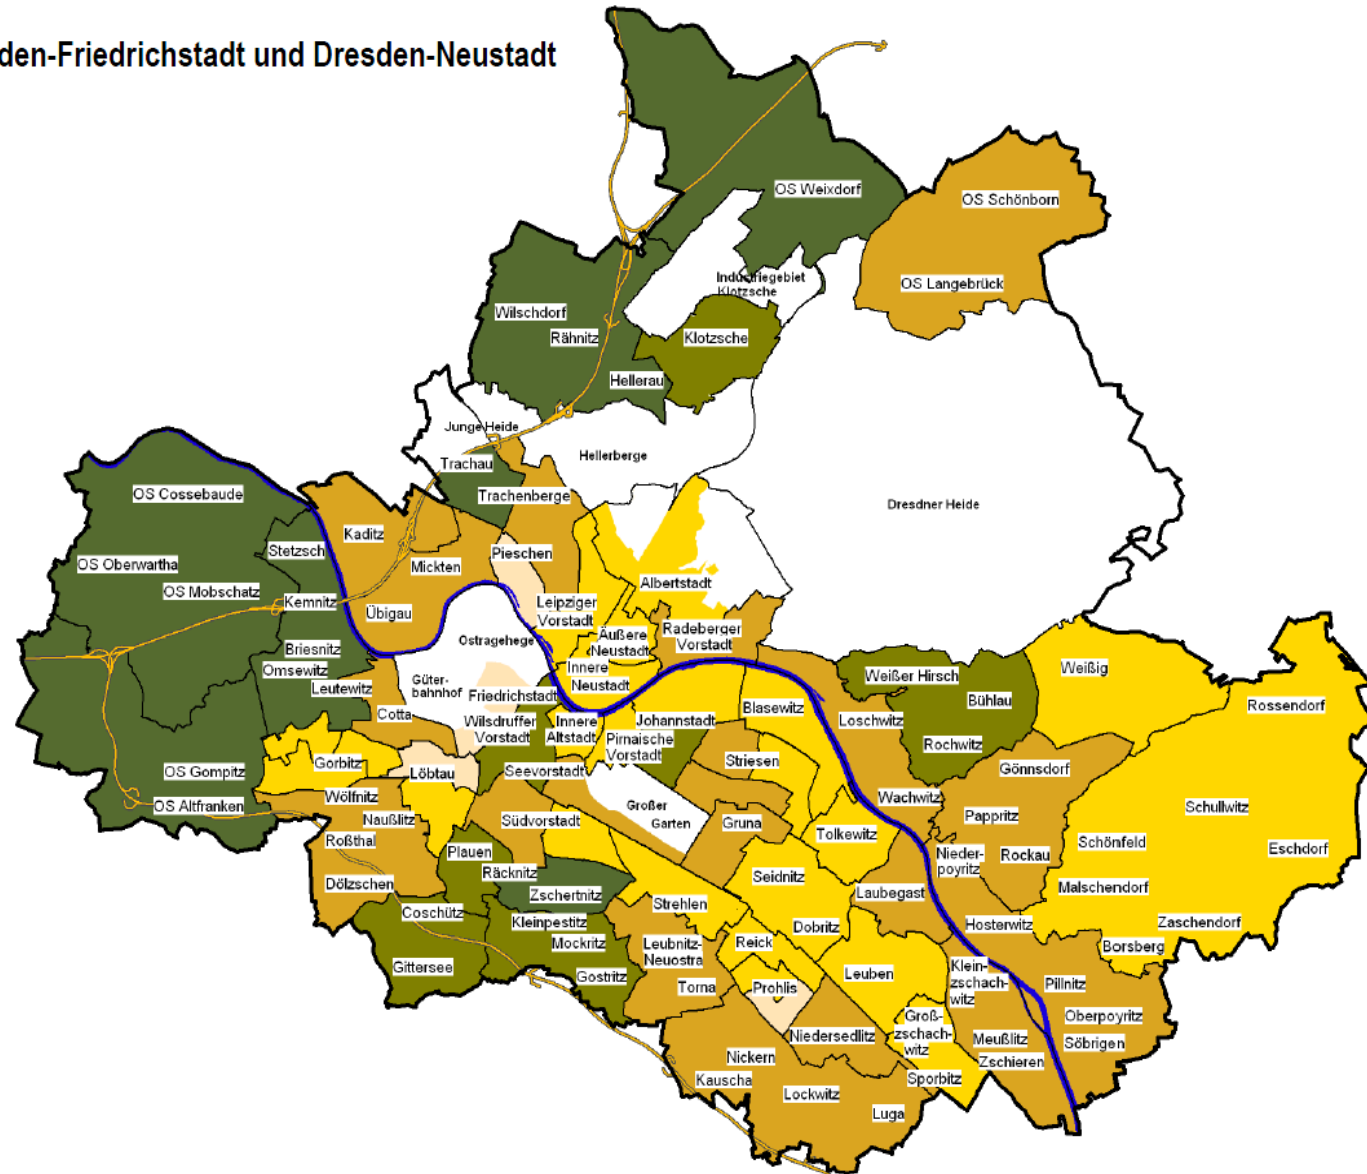 den-Friedrichstadt und Dresden-Neustadt
OS Weixdorf
OS Schönborn
Industriegebiet
Klotzsche
OS Langebrück
Wilschdorf
Rähnitz
Klotzsche
Hellerau
Junge Heide
Hellerberge
Trachau
OS Cossebaude
Trachenberge
Dresdner Heide
Kaditz
Stetzsch
Pieschen
OS Oberwartha
Mickten
Albertstadt
OS Mobschatz
Kemnitz
Übigau
Leipziger
Vorstadt
Radeberger
Vorstadt
Äußere
Neustadt
Ostragehege
Briesnitz
Omsewitz
Leutewitz
Innere
Neustadt
Weißer Hirsch
Weißig
Güter-
bahnhof
Friedrichstadt
Bühlau
Rossendorf
Cotta
Wilsdruffer
Vorstadt
Innere
Altstadt
Johannstadt
Blasewitz
Loschwitz
Pirnaische
Vorstadt
Rochwitz
Gorbitz
Löbtau
Seevorstadt
Striesen
Gönnsdorf
OS Gompitz
Wölfnitz
Großer
Garten
Wachwitz
OS Altfranken
Naußlitz
Südvorstadt
Gruna
Tolkewitz
Pappritz
Schullwitz
Roßthal
Plauen
Nieder-
poyritz
Rockau
Schönfeld
Eschdorf
Räcknitz
Seidnitz
Dölzschen
Zschertnitz
Laubegast
Malschendorf
Coschütz
Strehlen
Kleinpestitz
Dobritz
Hosterwitz
Zaschendorf
Mockritz
Leubnitz-
Neuostra
Reick
Borsberg
Gittersee
Gostritz
Leuben
Klein-
zschach-
witz
Torna
Prohlis
Pillnitz
Groß-
zschach-
witz
Oberpoyritz
Niedersedlitz
Meußlitz
Söbrigen
Nickern
Zschieren
Kauscha
Sporbitz
Lockwitz
Luga